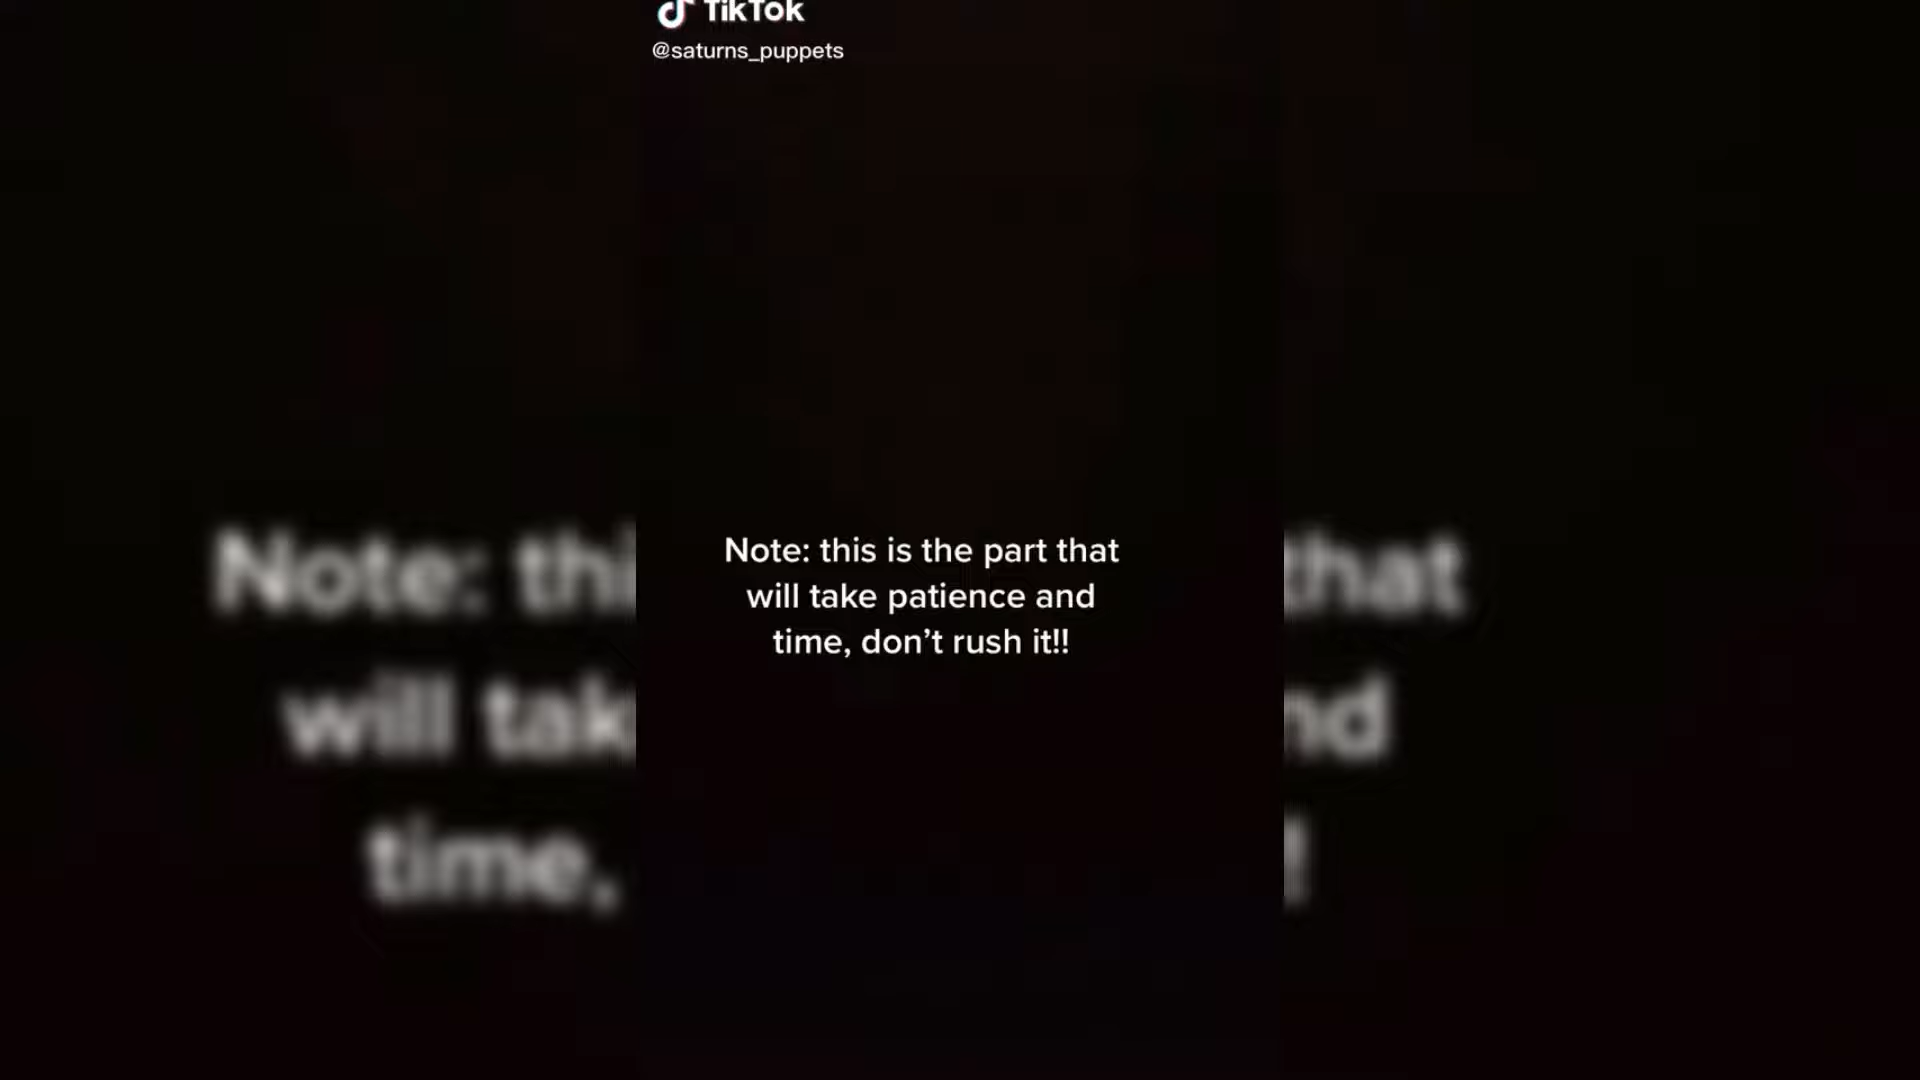 TikTok
@saturns_puppets
Note: this is the part that
will take patience and
time, don’t rush it!!